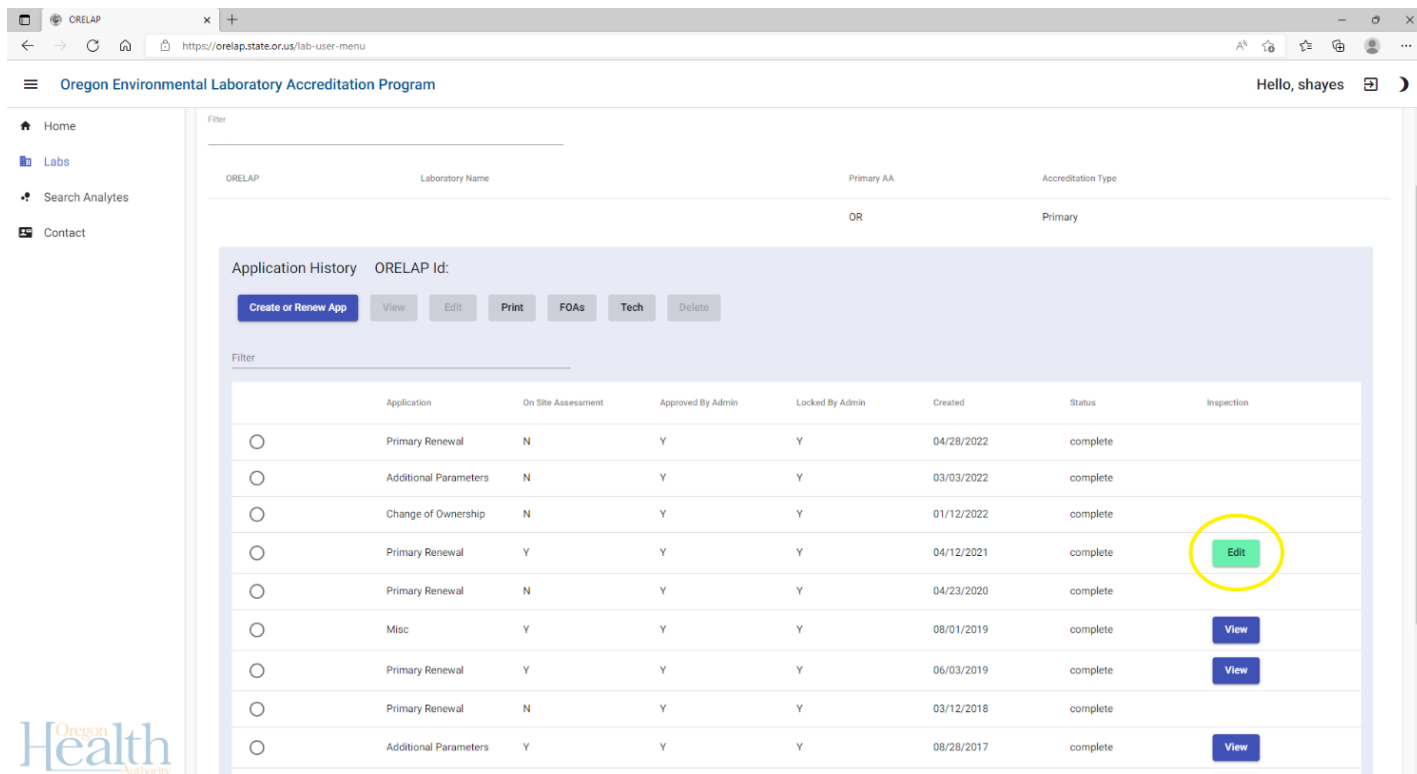 ORELAP
https://orelap.state.or.us/lab-user-menu
Oregon Environmental Laboratory Accreditation Program Hello, shayes
Home
Labs
Search Analytes
Contact
Filter
ORELAP Laboratory Name Primary AA Accreditation Type
OR Primary
Application History ORELAP Id:
Create or Renew App View Edit Print FOAs Tech Delete
Filter
Application On Site Assessment Approved By Admin Locked By Admin Created Status Inspection
Primary Renewal N Y Y 04/28/2022 complete
Additional Parameters N Y Y 03/03/2022 complete
Change of Ownership N Y Y 01/12/2022 complete
Primary Renewal Y Y Y 04/12/2021 complete Edit
Primary Renewal N Y Y 04/23/2020 complete
Misc Y Y Y 08/01/2019 complete View
Primary Renewal Y Y Y 06/03/2019 complete View
Primary Renewal N Y Y 03/12/2018 complete
Additional Parameters Y Y Y 08/28/2017 complete View
Oregon
Health
Authority